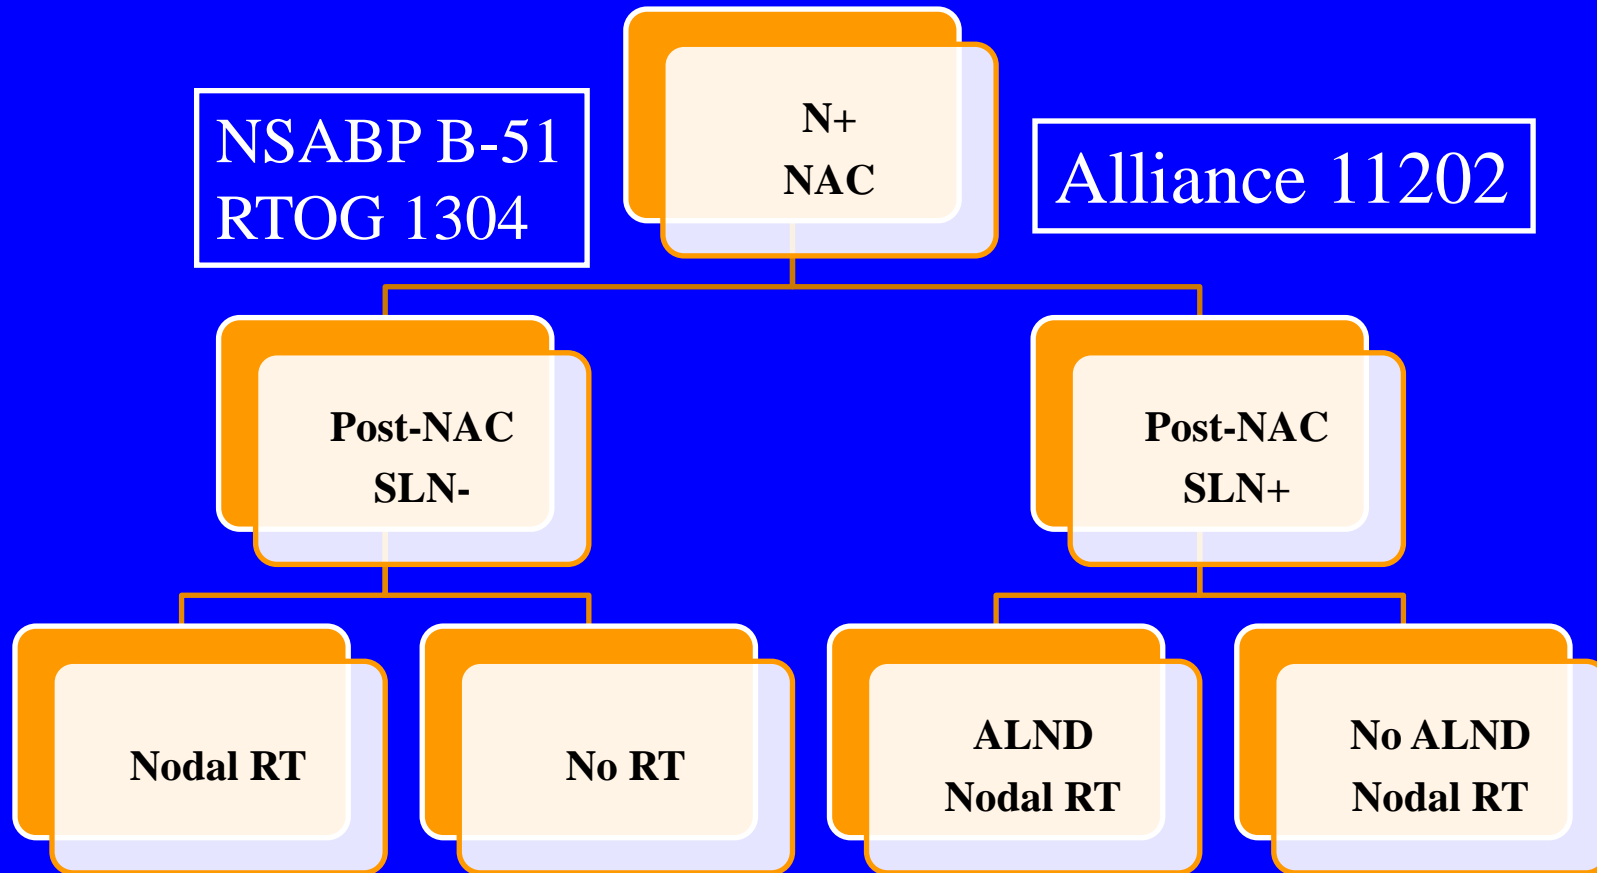 N+
NAC
NSABP B-51
RTOG 1304
Alliance 11202
Post-NAC
SLN-
Post-NAC
SLN+
Nodal RT
No RT
ALND
Nodal RT
No ALND
Nodal RT